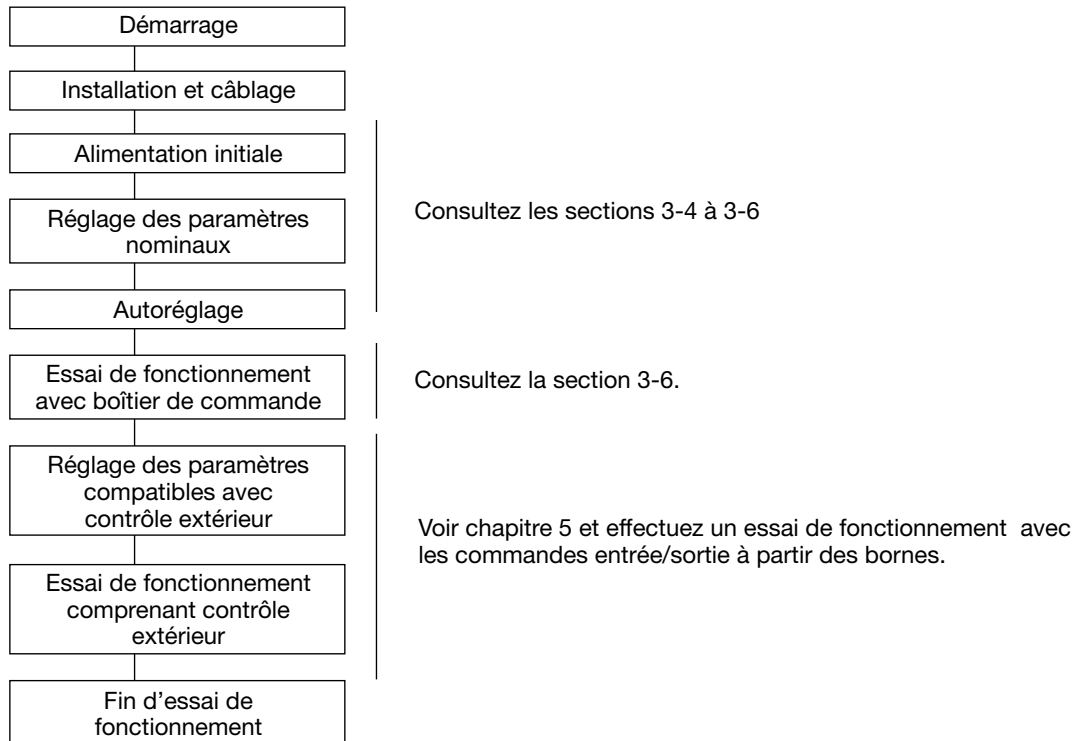 Démarrage
Installation et câblage
Alimentation initiale
Réglage des paramètres
nominaux
Consultez les sections 3-4 à 3-6
Autoréglage
Essai de fonctionnement
avec boîtier de commande
Consultez la section 3-6.
Réglage des paramètres
compatibles avec
contrôle extérieur
Voir chapitre 5 et effectuez un essai de fonctionnement avec
les commandes entrée/sortie à partir des bornes.
Essai de fonctionnement
comprenant contrôle
extérieur
Fin d’essai de
fonctionnement